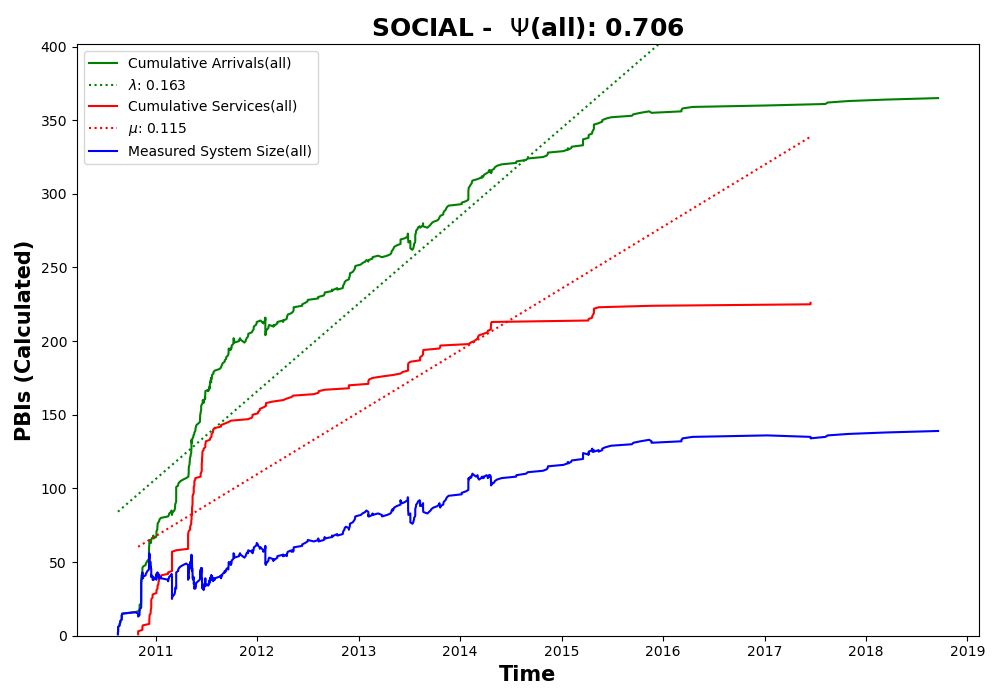 SOCIAL - Ψ(all): 0.706
Cumulative Arrivals(all)
λ: 0.163
Cumulative Services(all)
μ: 0.115
Measured System Size(all)
PBIs (Calculated)
400
350
300
250
200
150
100
50
0
2011 2012 2013 2014 2015 2016 2017 2018 2019
Time